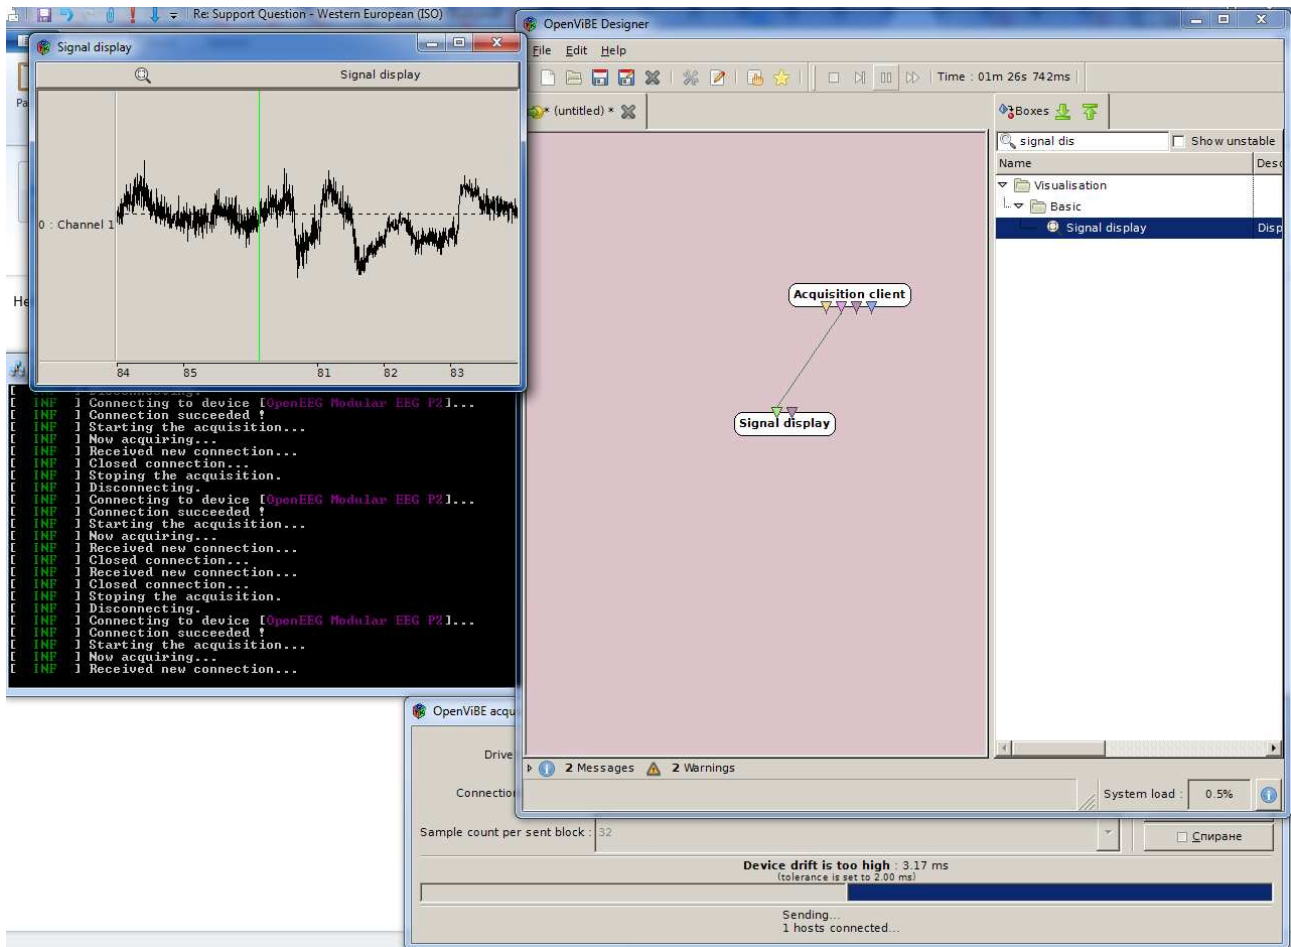 Re: Support Question - Western European (ISO)
Signal display
Signal display
0 : Channel 1
84 85 81 82 83
He
[ INF ] Disconnecting.
[ INF ] Connecting to device [OpenEEG Modular EEG P2]...
[ INF ] Connection succeeded !
[ INF ] Starting the acquisition...
[ INF ] Now acquiring...
[ INF ] Received new connection...
[ INF ] Closed connection...
[ INF ] Stoping the acquisition.
[ INF ] Disconnecting.
[ INF ] Connecting to device [OpenEEG Modular EEG P2]...
[ INF ] Connection succeeded !
[ INF ] Starting the acquisition...
[ INF ] Now acquiring...
[ INF ] Received new connection...
[ INF ] Closed connection...
[ INF ] Received new connection...
[ INF ] Closed connection...
[ INF ] Stoping the acquisition.
[ INF ] Disconnecting.
[ INF ] Connecting to device [OpenEEG Modular EEG P2]...
[ INF ] Connection succeeded !
[ INF ] Starting the acquisition...
[ INF ] Now acquiring...
[ INF ] Received new connection...
OpenViBE Designer
File Edit Help
Time : 01m 26s 742ms
* (untitled) *
Acquisition client
Signal display
Boxes
signal dis
Show unstable
Name Desc
Visualisation
Basic
Signal display Disp
2 Messages 2 Warnings
System load : 0.5%
OpenViBE acqu
Drive
Connection
Sample count per sent block : 32
Спиране
Device drift is too high : 3.17 ms
(tolerance is set to 2.00 ms)
Sending...
1 hosts connected...